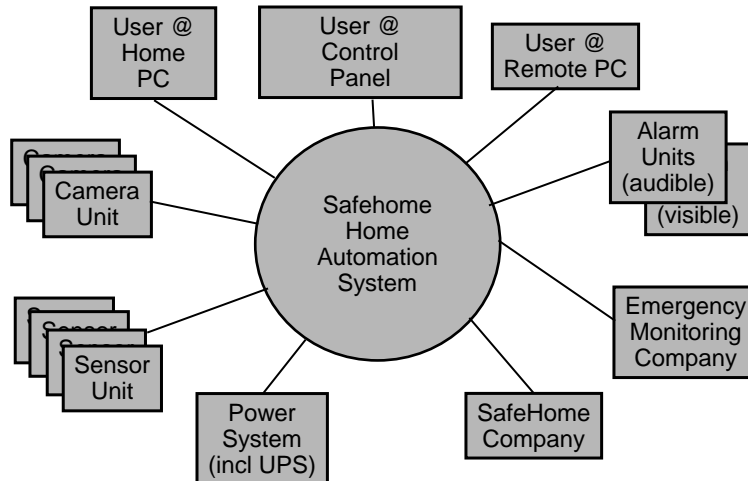 User @
Home
PC
User @
Control
Panel
User @
Remote PC
Alarm
Units
(audible)
(visible)
Camera
Unit
Safehome
Home
Automation
System
Sensor
Sensor
Unit
Emergency
Monitoring
Company
Power
System
(incl UPS)
SafeHome
Company